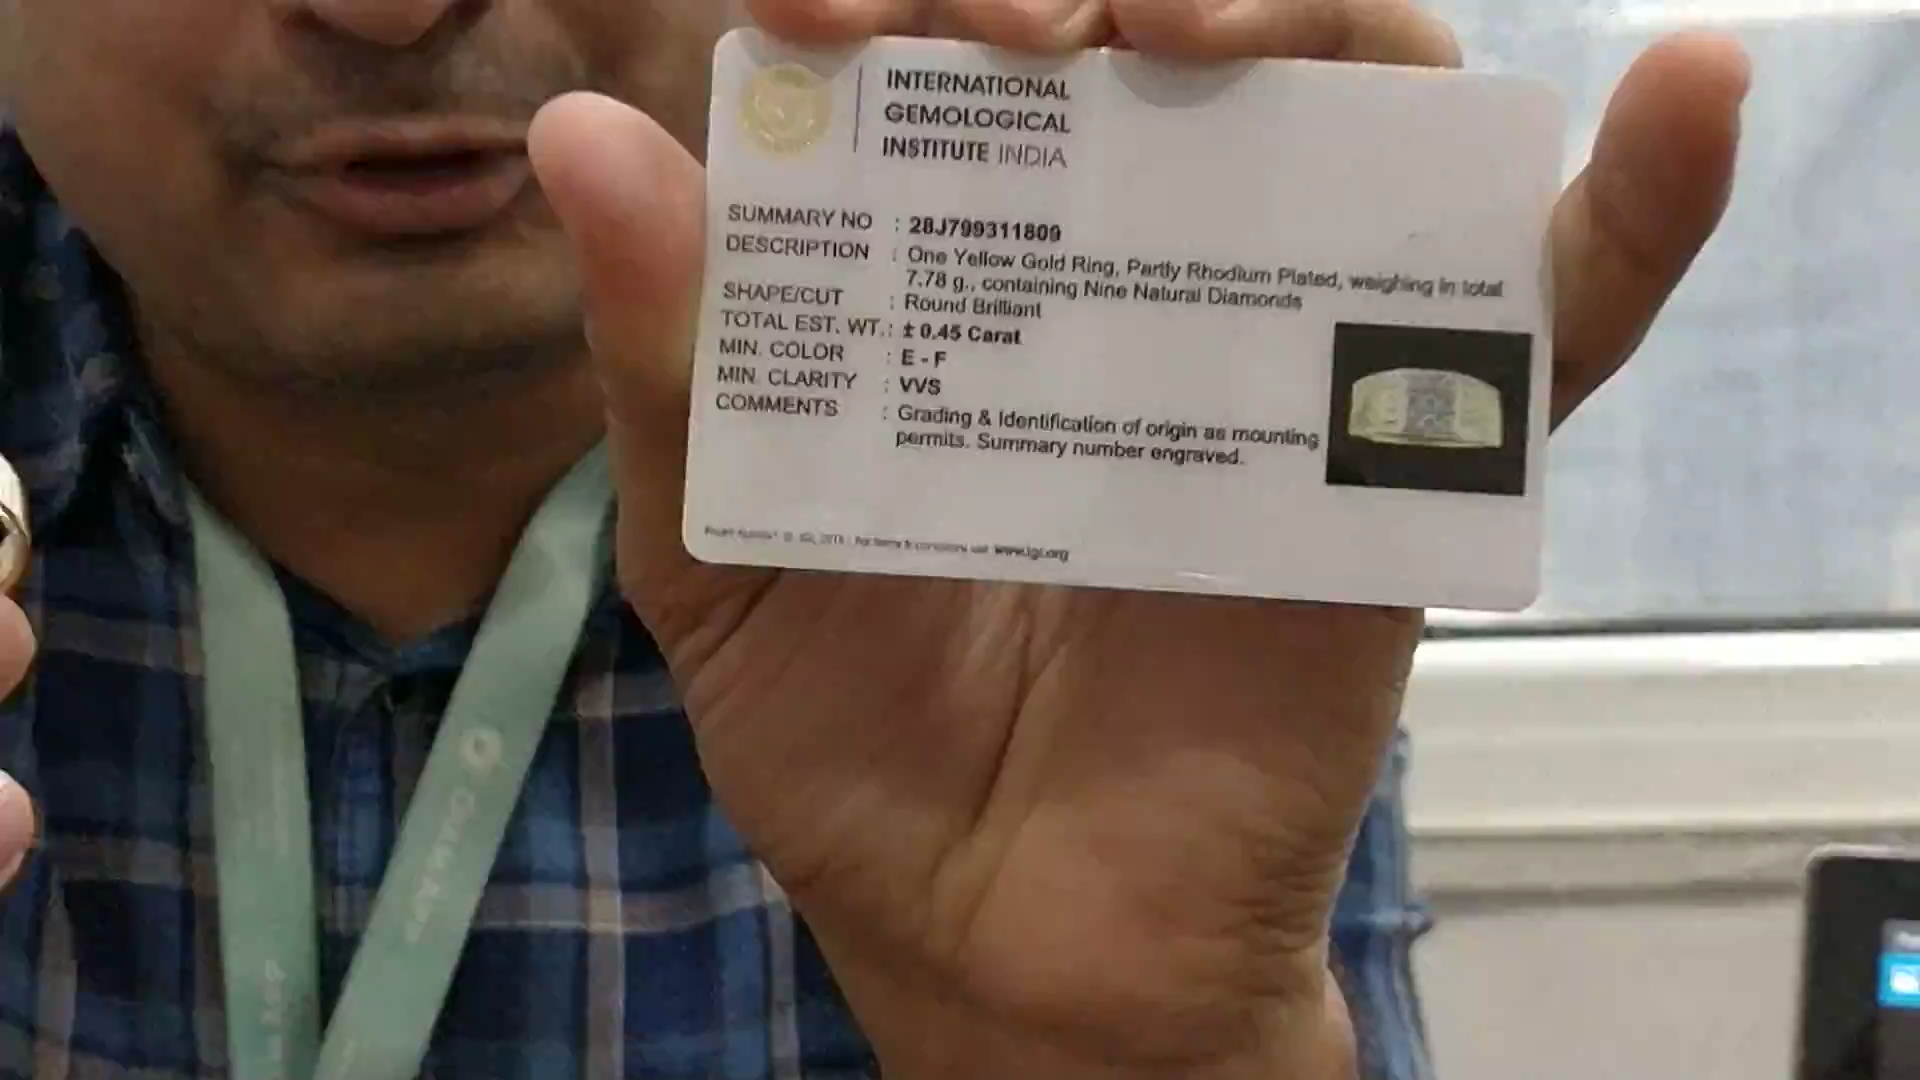 INTERNATIONAL
GEMOLOGICAL
INSTITUTE INDIA
SUMMARY NO : 28J799311809
DESCRIPTION : One Yellow Gold Ring, Partly Rhodium Plated, weighing in total
7.78 g., containing Nine Natural Diamonds
SHAPE/CUT : Round Brilliant
TOTAL EST. WT. : ± 0.45 Carat
MIN. COLOR : E - F
MIN. CLARITY : VVS
COMMENTS : Grading & Identification of origin as mounting
permits. Summary number engraved.
www.igi.org